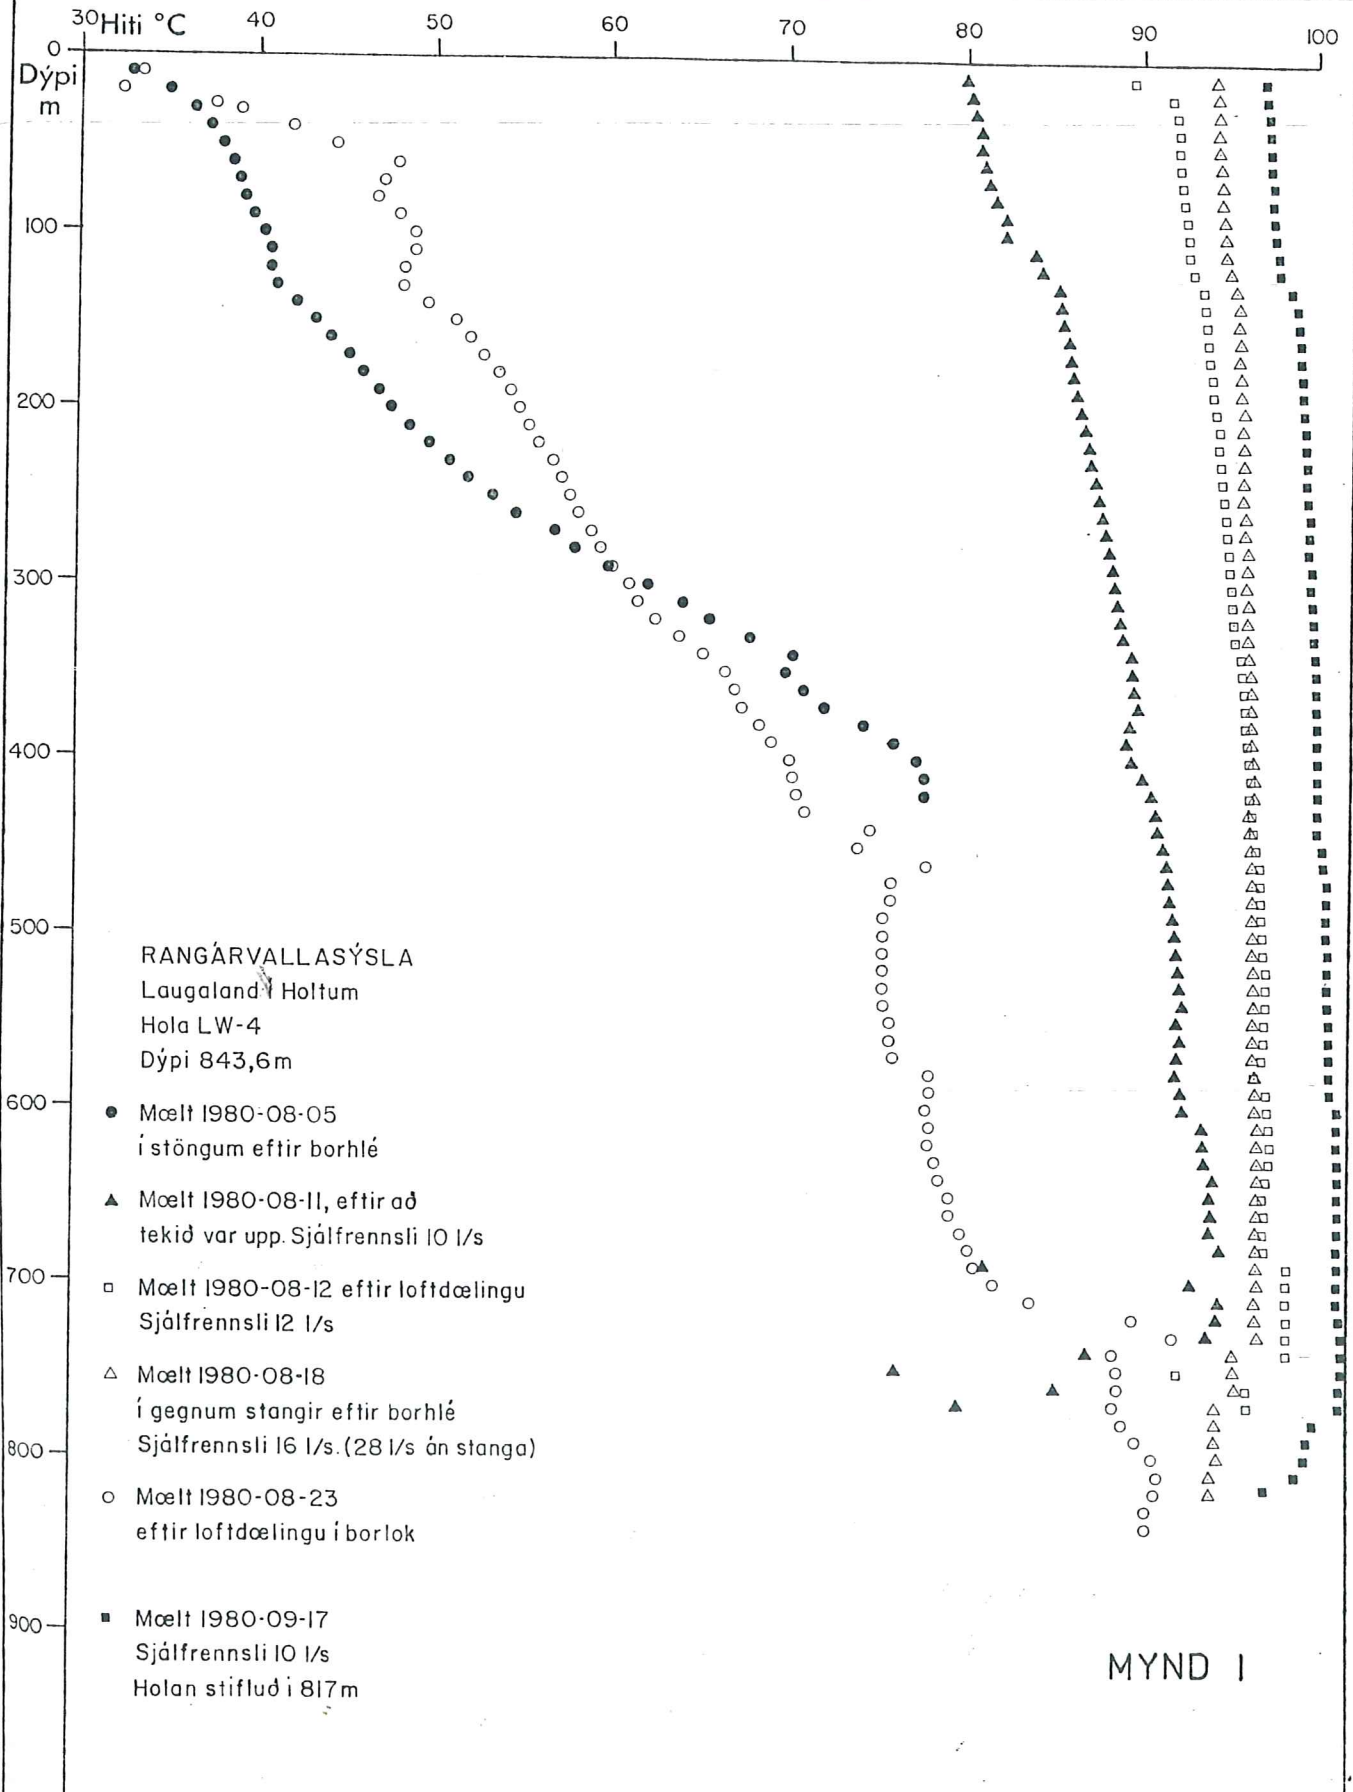 30 Hiti °C 40 50 60 70 80 90 100
0
Dýpi
m
100
200
300
400
500
600
700
800
900
RANGÁRVALLASÝSLA
Laugaland í Holtum
Hola LW-4
Dýpi 843,6m
Mælt 1980-08-05
í stöngum eftir borhlé
Mælt 1980-08-11, eftir að
tekið var upp. Sjálfrennsli 10 l/s
Mælt 1980-08-12 eftir loftdælingu
Sjálfrennsli 12 l/s
Mælt 1980-08-18
í gegnum stangir eftir borhlé
Sjálfrennsli 16 l/s. (28 l/s án stanga)
Mælt 1980-08-23
eftir loftdælingu í borlok
Mælt 1980-09-17
Sjálfrennsli 10 l/s
Holan stífluð i 817m
MYND 1